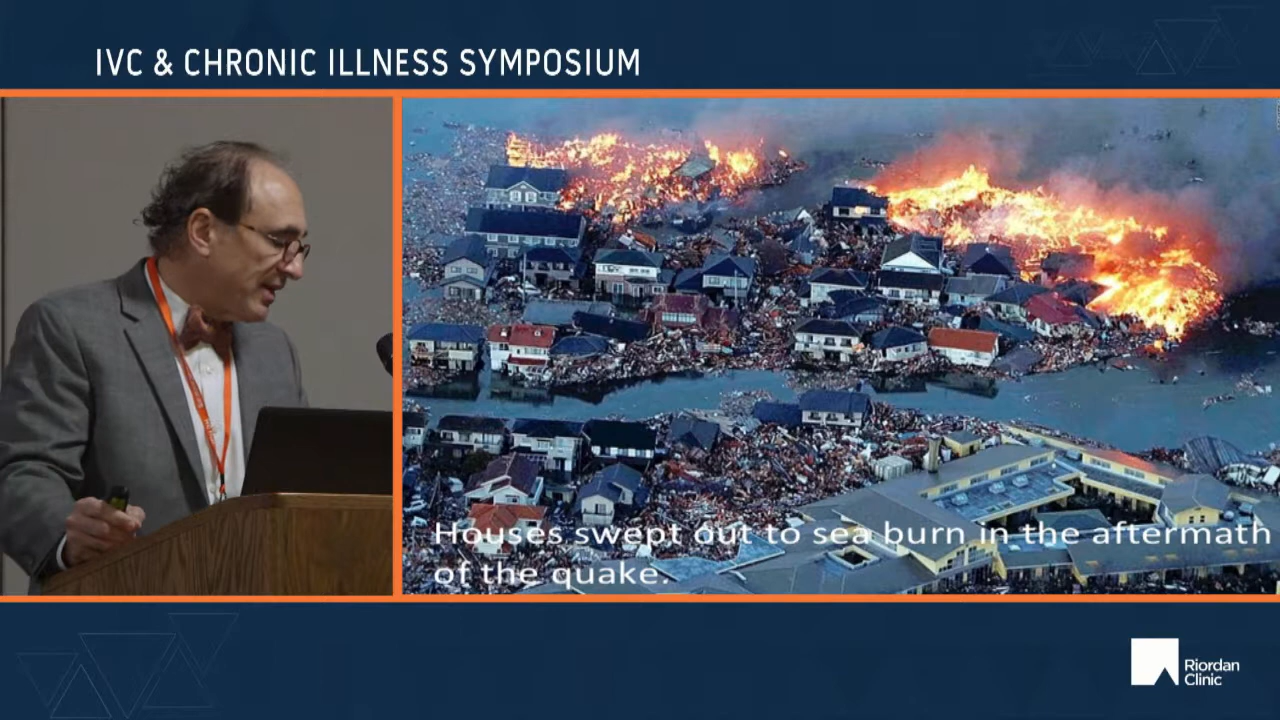 IVC & CHRONIC ILLNESS SYMPOSIUM
Houses swept out to sea burn in the aftermath
of the quake.
Riordan
Clinic